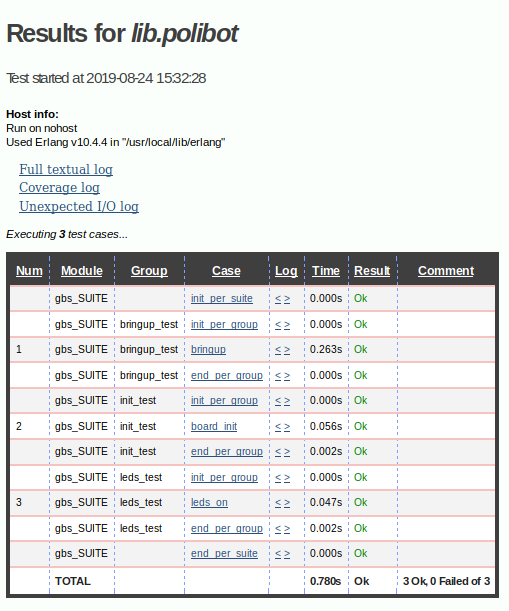 Results for lib.polibot
Test started at 2019-08-24 15:32:28
Host info:
Run on nohost
Used Erlang v10.4.4 in "/usr/local/lib/erlang"
Full textual log
Coverage log
Unexpected I/O log
Executing 3 test cases...
Num Module Group Case Log Time Result Comment
gbs_SUITE init_per_suite < > 0.000s Ok
gbs_SUITE bringup_test init_per_group < > 0.000s Ok
1 gbs_SUITE bringup_test bringup < > 0.263s Ok
gbs_SUITE bringup_test end_per_group < > 0.000s Ok
gbs_SUITE init_test init_per_group < > 0.000s Ok
2 gbs_SUITE init_test board_init < > 0.056s Ok
gbs_SUITE init_test end_per_group < > 0.002s Ok
gbs_SUITE leds_test init_per_group < > 0.000s Ok
3 gbs_SUITE leds_test leds_on < > 0.047s Ok
gbs_SUITE leds_test end_per_group < > 0.002s Ok
gbs_SUITE end_per_suite < > 0.000s Ok
TOTAL 0.780s Ok 3 Ok, 0 Failed of 3